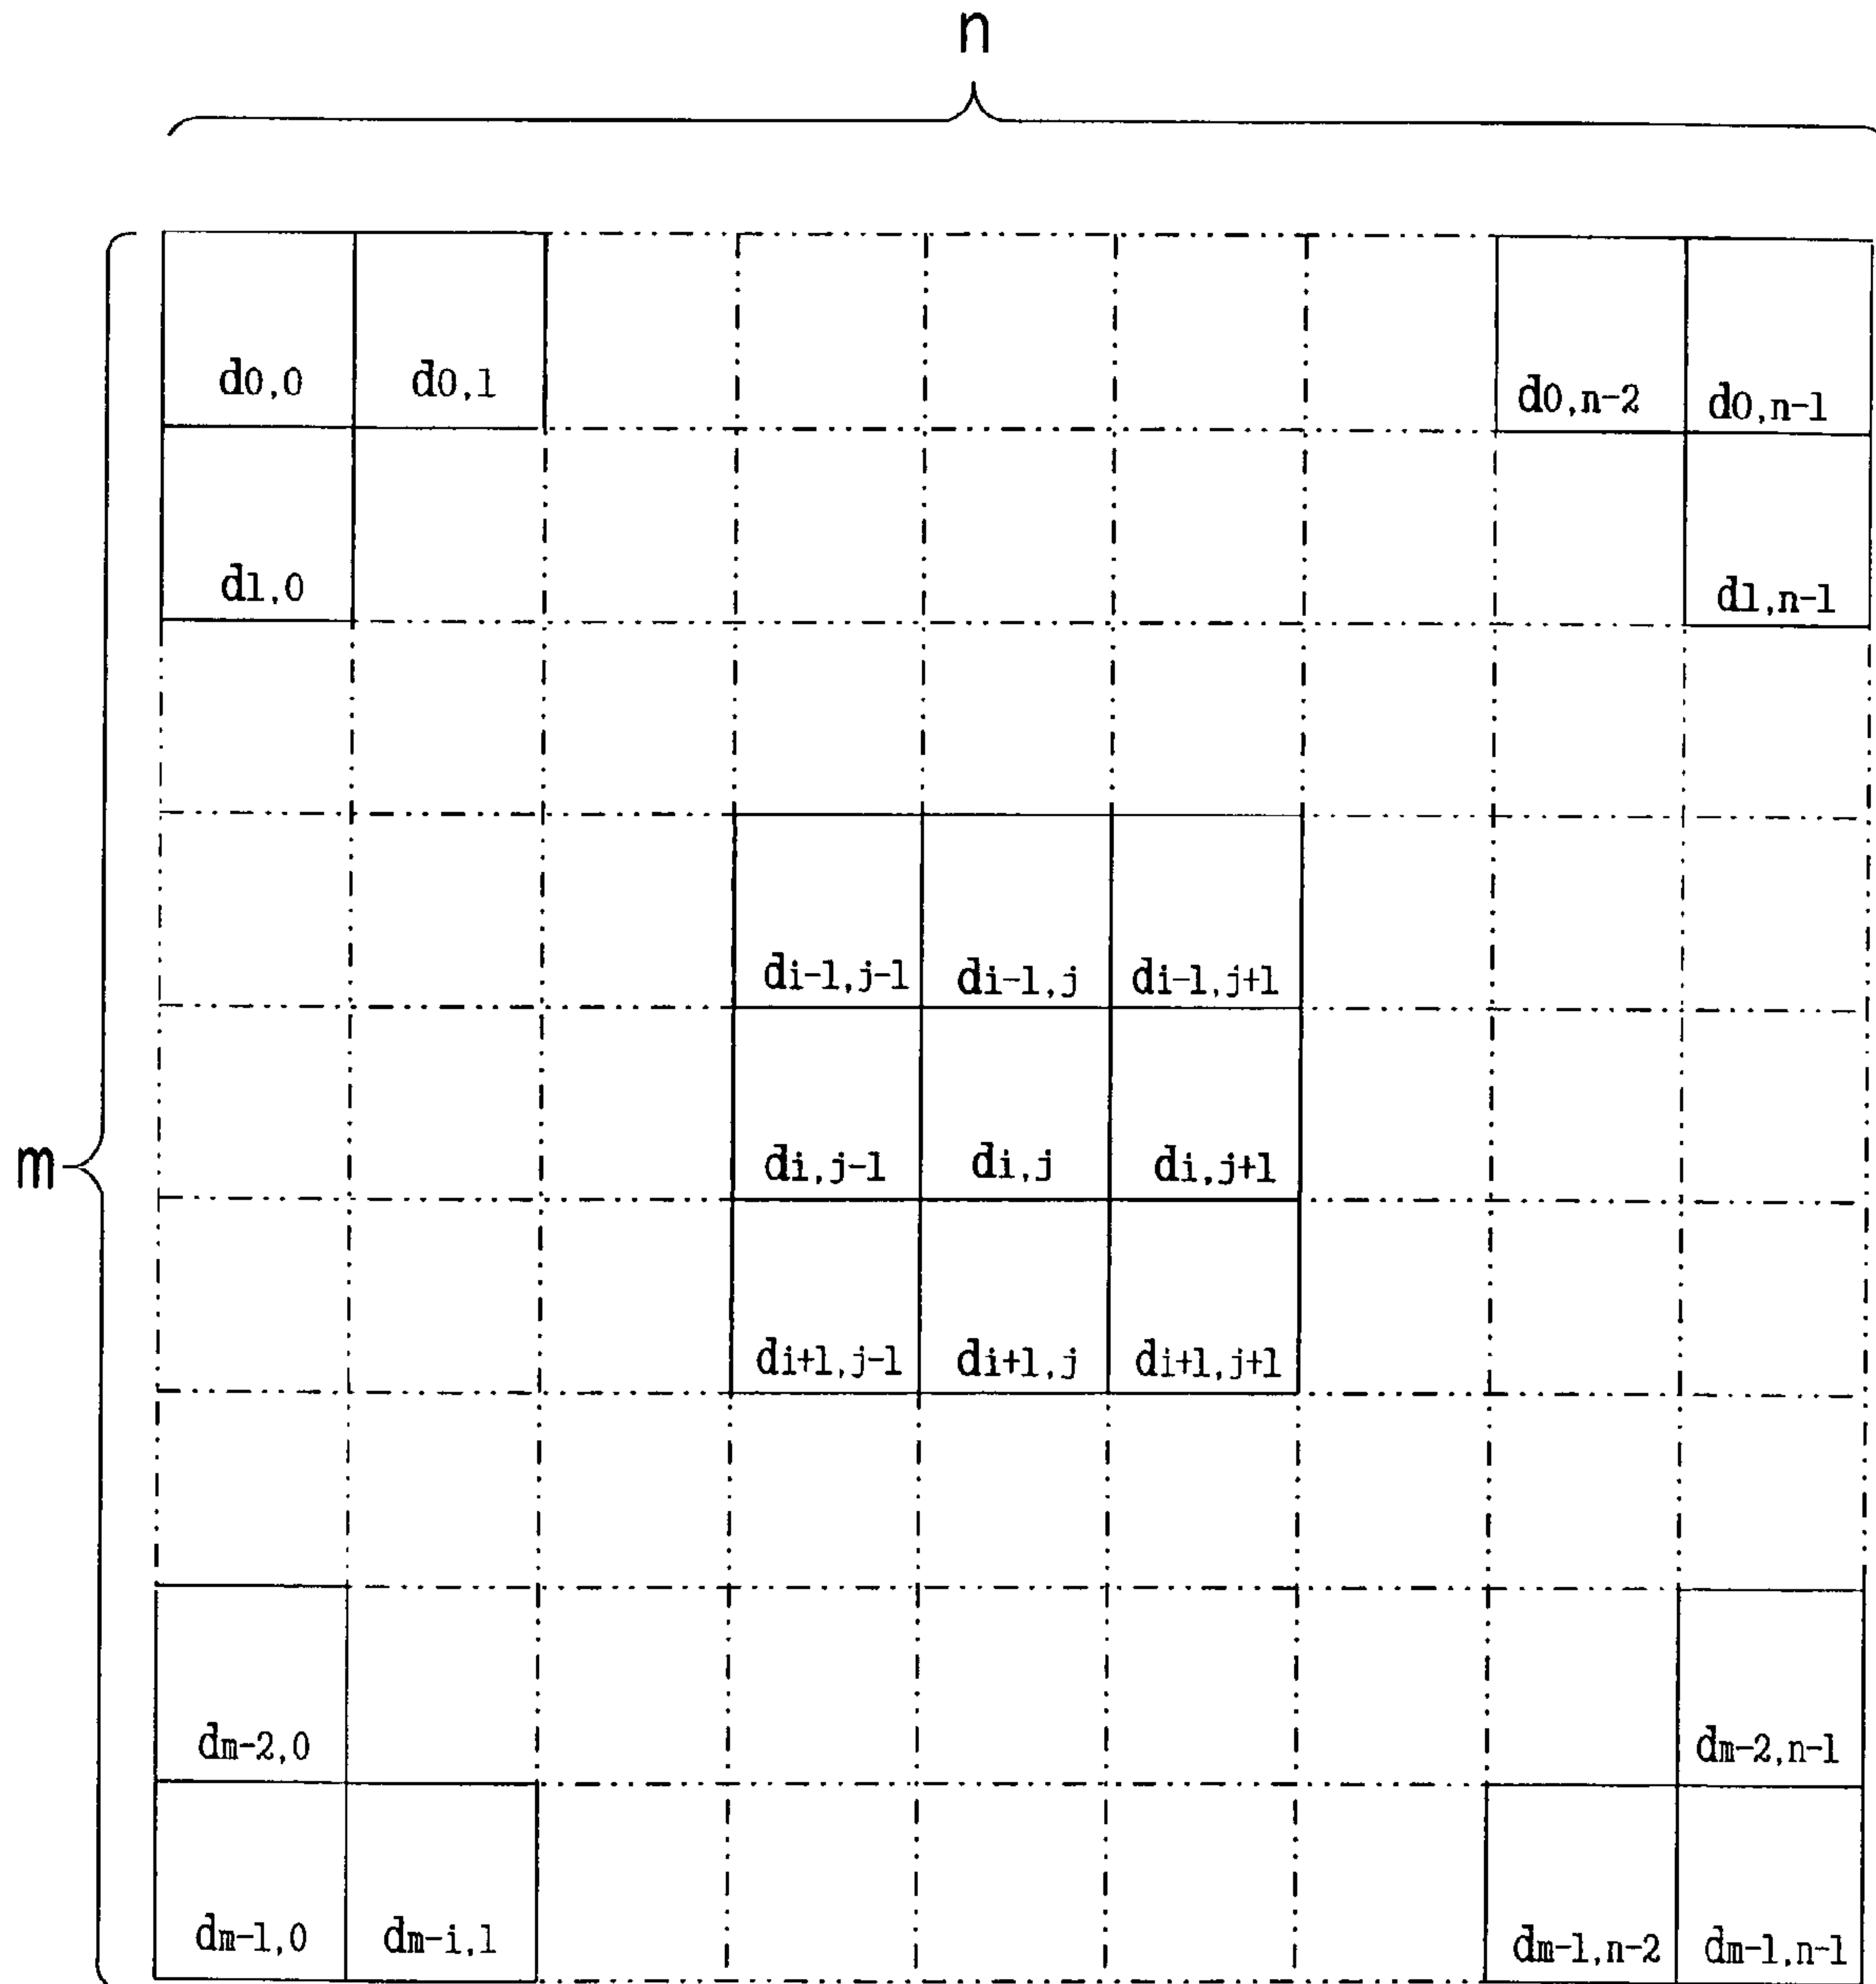 n
d0,0 d0,1 d0,n-2 d0,n-1
d1,0 d1,n-1
di-1,j-1 di-1,j di-1,j+1
m
di,j-1 di,j di,j+1
di+1,j-1 di+1,j di+1,j+1
dm-2,0 dm-2,n-1
dm-1,0 dm-i,1 dm-1,n-2 dm-1,n-1